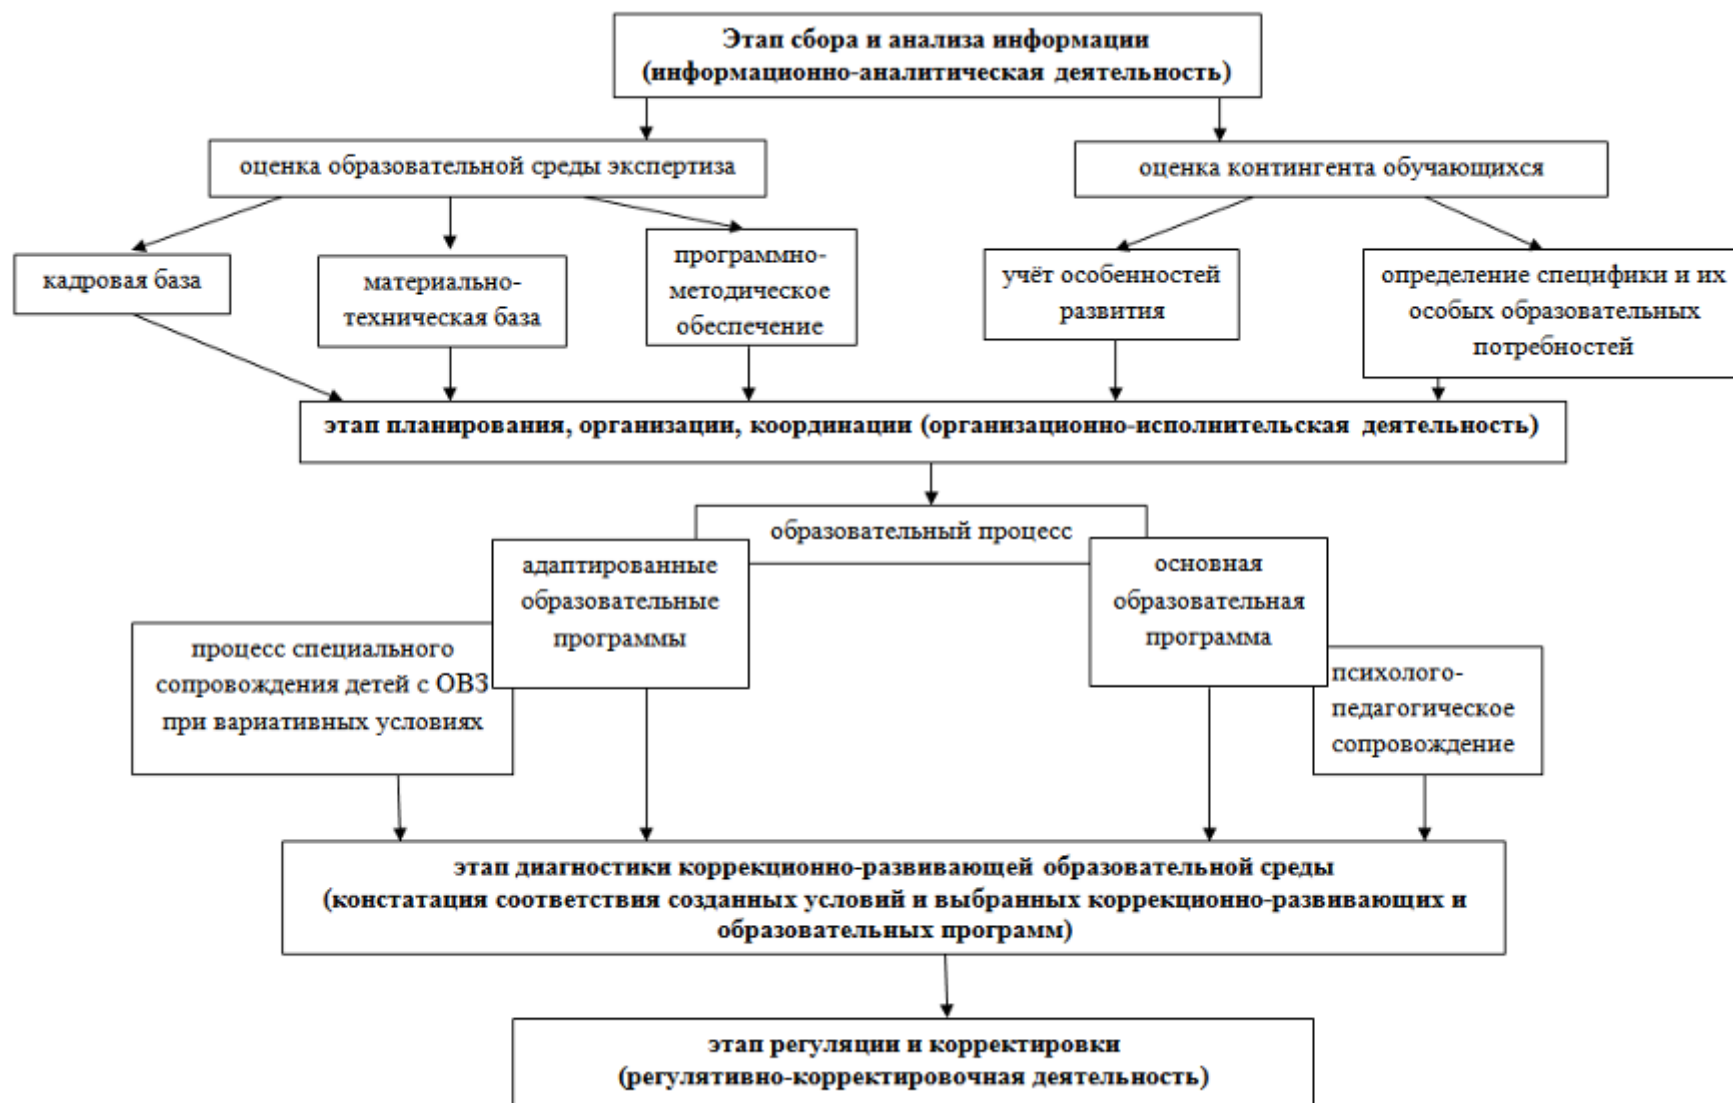 Этап сбора и анализа информации
(информационно-аналитическая деятельность)
оценка образовательной среды экспертиза
оценка контингента обучающихся
кадровая база
материально-
техническая база
программно-
методическое
обеспечение
учёт особенностей
развития
определение специфики и их
особых образовательных
потребностей
этап планирования, организации, координации (организационно-исполнительская деятельность)
образовательный процесс
адаптированные
образовательные
программы
основная
образовательная
программа
процесс специального
сопровождения детей с ОВЗ
при вариативных условиях
психолого-
педагогическое
сопровождение
этап диагностики коррекционно-развивающей образовательной среды
(констатация соответствия созданных условий и выбранных коррекционно-развивающих и
образовательных программ)
этап регуляции и корректировки
(регулятивно-корректировочная деятельность)